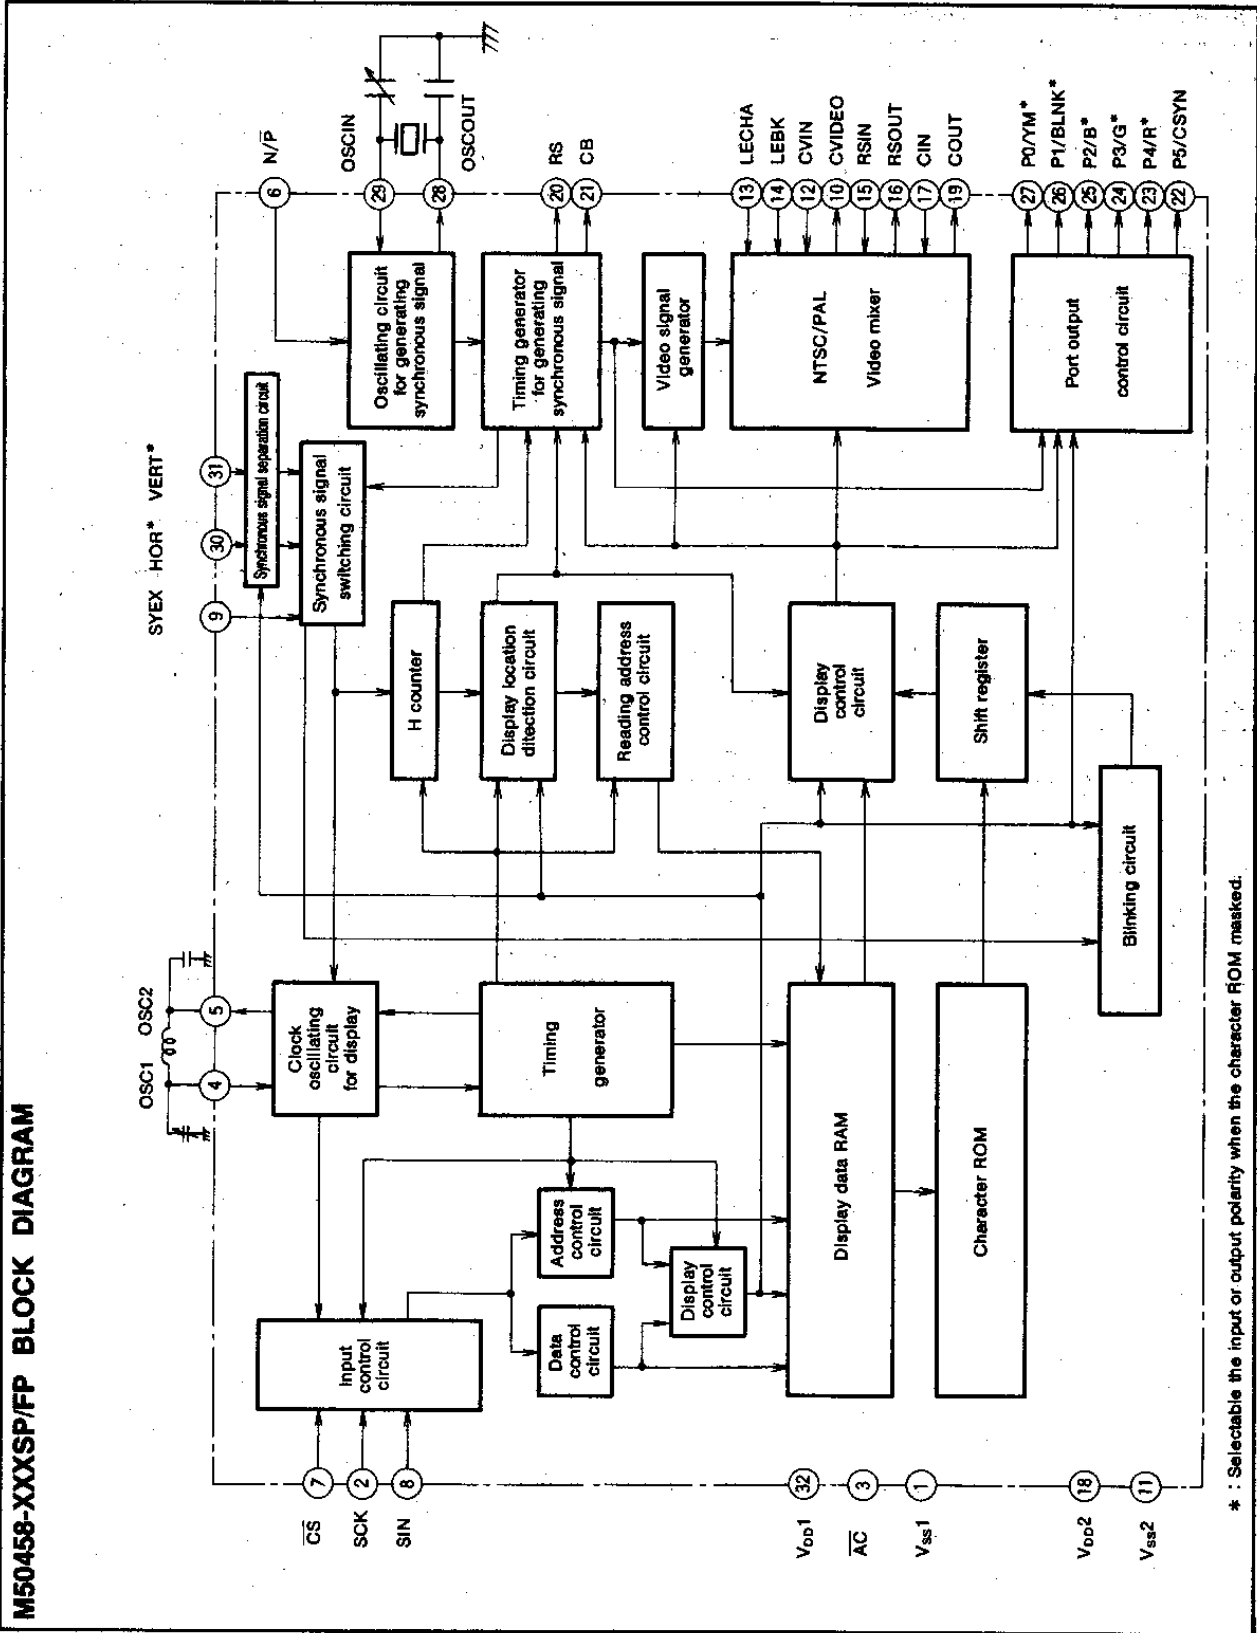 M50458-XXXSP/FP BLOCK DIAGRAM
OSC1 OSC2
4
5
SYEX HOR* VERT*
9
30
31
N/P̅
6
OSCIN
29
OSCOUT
28
RS
20
CB
21
LECHA
13
LEBK
14
CVIN
12
CVIDEO
10
RSIN
15
RSOUT
16
CIN
17
COUT
19
P0/YM*
27
P1/BLNK*
26
P2/B*
25
P3/G*
24
P4/R*
23
P5/CSYN
22
C̅S̅
7
SCK
2
SIN
8
VDD1
32
A̅C̅
3
VSS1
1
VDD2
18
VSS2
11
Input
control
circuit
Clock
oscillating
circuit
for display
Synchronous signal separation circuit
Synchronous signal
switching circuit
Oscillating circuit
for generating
synchronous signal
Data
control
circuit
Address
control
circuit
Display
control
circuit
Timing
generator
H counter
Display location
ditection circuit
Reading address
control circuit
Timing generator
for generating
synchronous signal
Video signal
generator
NTSC/PAL
Video mixer
Display data RAM
Display
control
circuit
Character ROM
Shift register
Blinking circuit
Port output
control circuit
* : Selectable the input or output polarity when the character ROM masked.